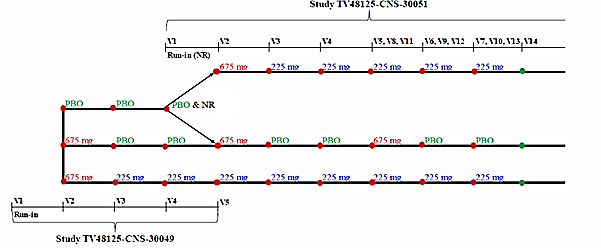 Study TV48125-CNS-30051
V1 V2 V3 V4 V5, V8, V11 V6, V9, V12 V7, V10, V13 V14
Run-in (NR)
675 mg 225 mg 225 mg 225 mg 225 mg 225 mg
PBO PBO PBO & NR
675 mg PBO PBO 675 mg PBO PBO 675 mg PBO PBO
675 mg 225 mg 225 mg 225 mg 225 mg 225 mg 225 mg 225 mg 225 mg
V1 V2 V3 V4 V5
Run-in
Study TV48125-CNS-30049